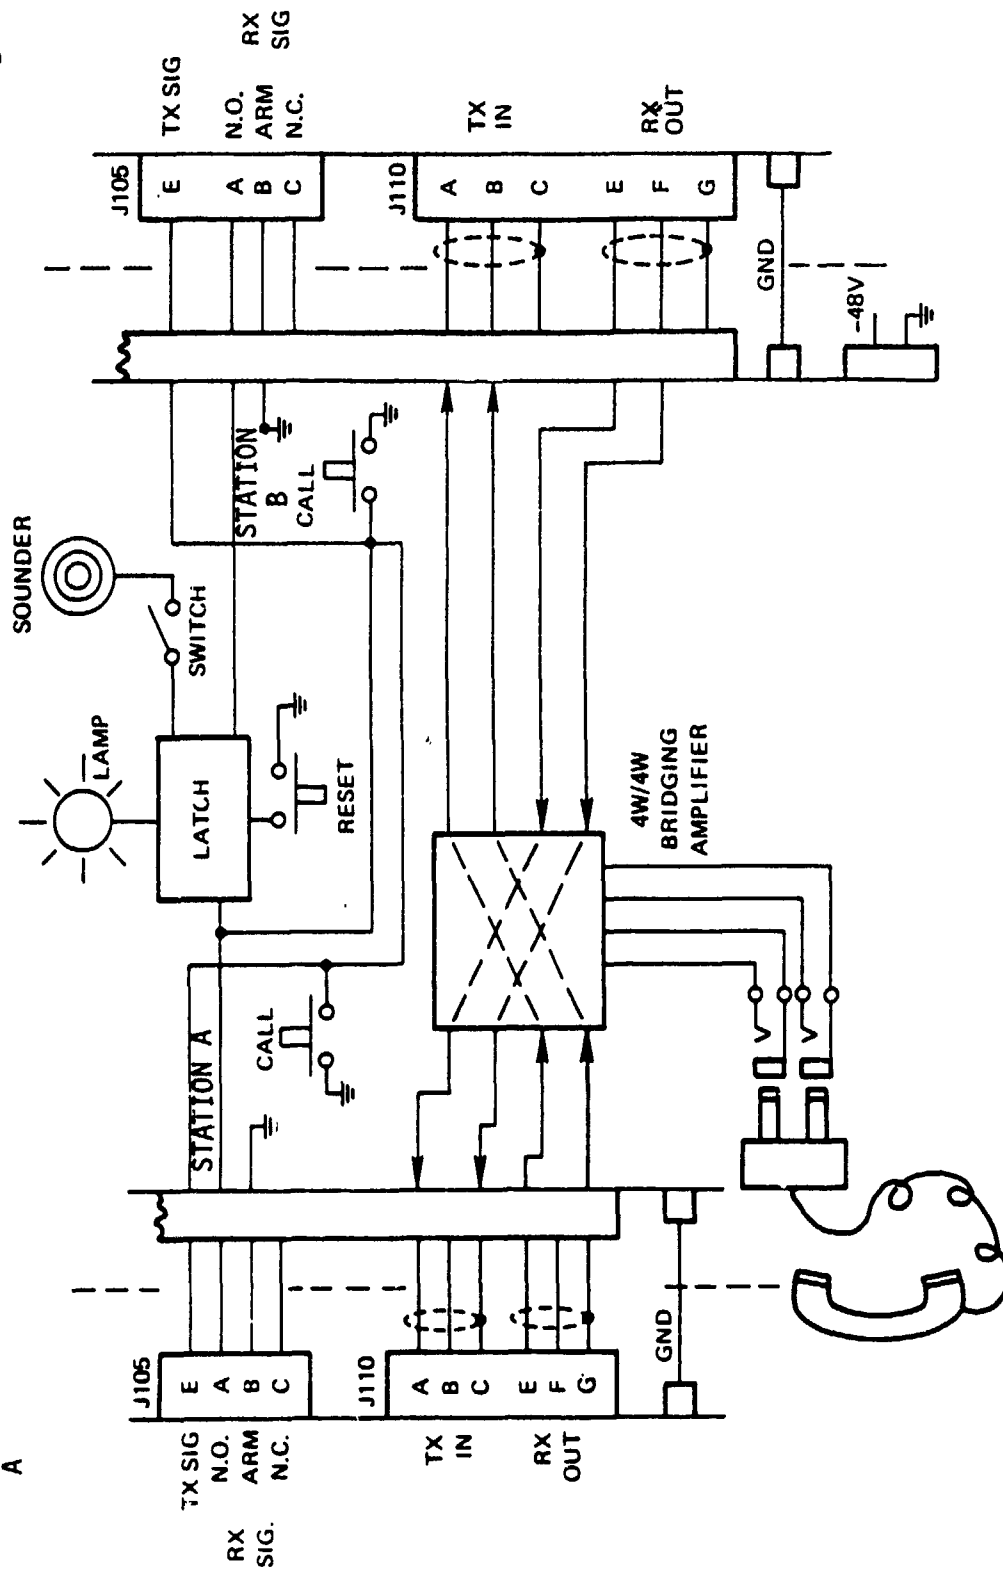 A
TX SIG
RX SIG.
N.O.
ARM
N.C.
J105
E
A
B
C
TX IN
RX OUT
J110
A
B
C
E
F
G
GND
STATION A
CALL
LAMP
LATCH
RESET
SOUNDER
SWITCH
STATION
B
CALL
4W/4W
BRIDGING
AMPLIFIER
V
V
J105
E
A
B
C
TX SIG
N.O.
ARM
N.C.
RX
SIG
J110
A
B
C
E
F
G
TX
IN
RX
OUT
GND
-48V